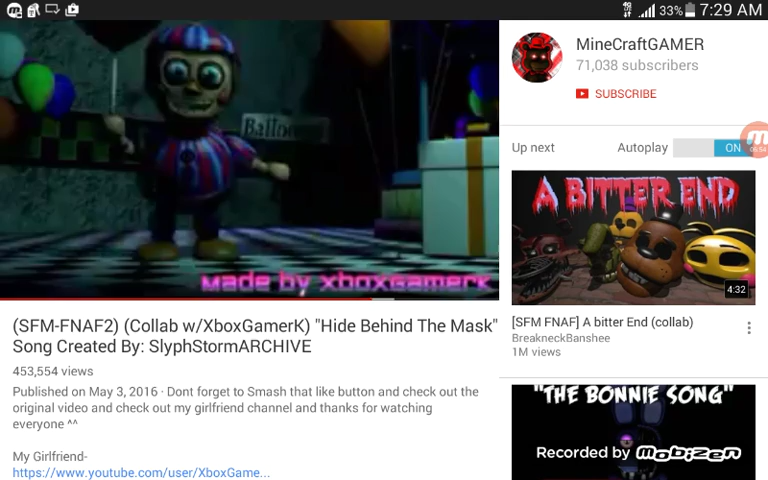 33% 7:29 AM
Balloo
made by xboxGamerk
(SFM-FNAF2) (Collab w/XboxGamerK) "Hide Behind The Mask"
Song Created By: SlyphStormARCHIVE
453,554 views
Published on May 3, 2016 · Dont forget to Smash that like button and check out the
original video and check out my girlfriend channel and thanks for watching
everyone ^^
My Girlfriend-
https://www.youtube.com/user/XboxGame...
MineCraftGAMER
71,038 subscribers
SUBSCRIBE
Up next
Autoplay
ON
06:54
A BITTER END
4:32
[SFM FNAF] A bitter End (collab)
BreakneckBanshee
1M views
"THE BONNIE SONG"
Recorded by mobizen